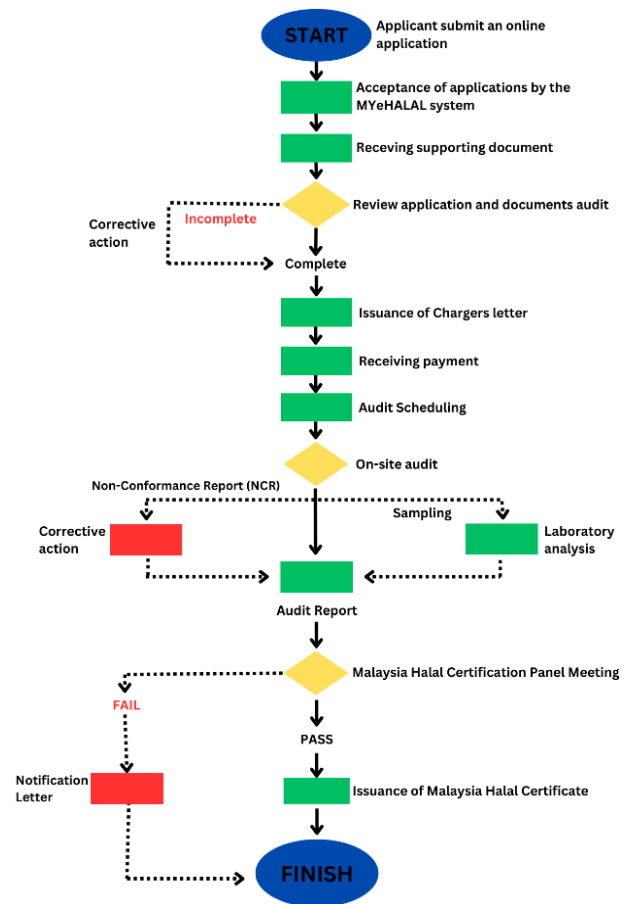 START
Applicant submit an online
application
Acceptance of applications by the
MYeHALAL system
Receving supporting document
Review application and documents audit
Incomplete
Corrective
action
Complete
Issuance of Chargers letter
Receiving payment
Audit Scheduling
On-site audit
Non-Conformance Report (NCR)
Sampling
Corrective
action
Laboratory
analysis
Audit Report
Malaysia Halal Certification Panel Meeting
FAIL
PASS
Notification
Letter
Issuance of Malaysia Halal Certificate
FINISH